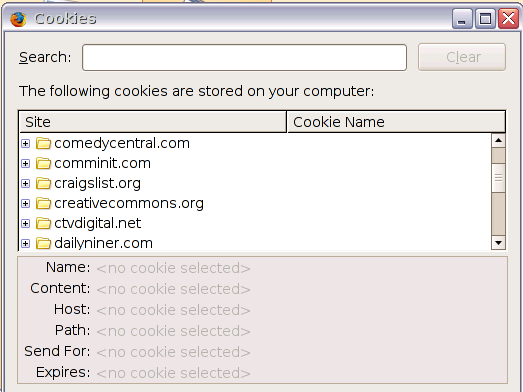 Cookies
Search: Clear
The following cookies are stored on your computer:
Site Cookie Name
comedycentral.com
comminit.com
craigslist.org
creativecommons.org
ctvdigital.net
dailyniner.com
Name: <no cookie selected>
Content: <no cookie selected>
Host: <no cookie selected>
Path: <no cookie selected>
Send For: <no cookie selected>
Expires: <no cookie selected>